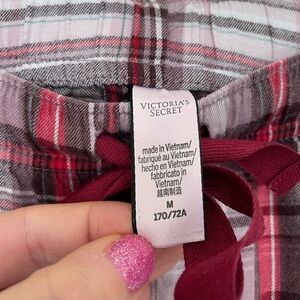 VICTORIA'S
SECRET
made in Vietnam/
fabriqué au Vietnam/
hecho en Vietnam/
fabricato in
Vietnam/
越南制造
M
170/72A